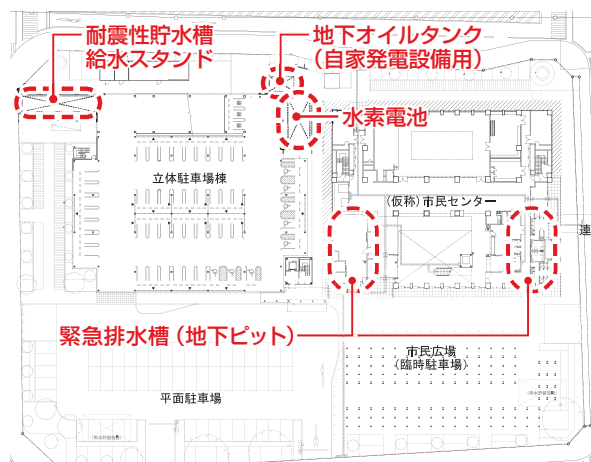 耐震性貯水槽
給水スタンド
地下オイルタンク
（自家発電設備用）
水素電池
立体駐車場棟
(仮称)市民センター
連
緊急排水槽（地下ピット）
市民広場
(臨時駐車場)
平面駐車場